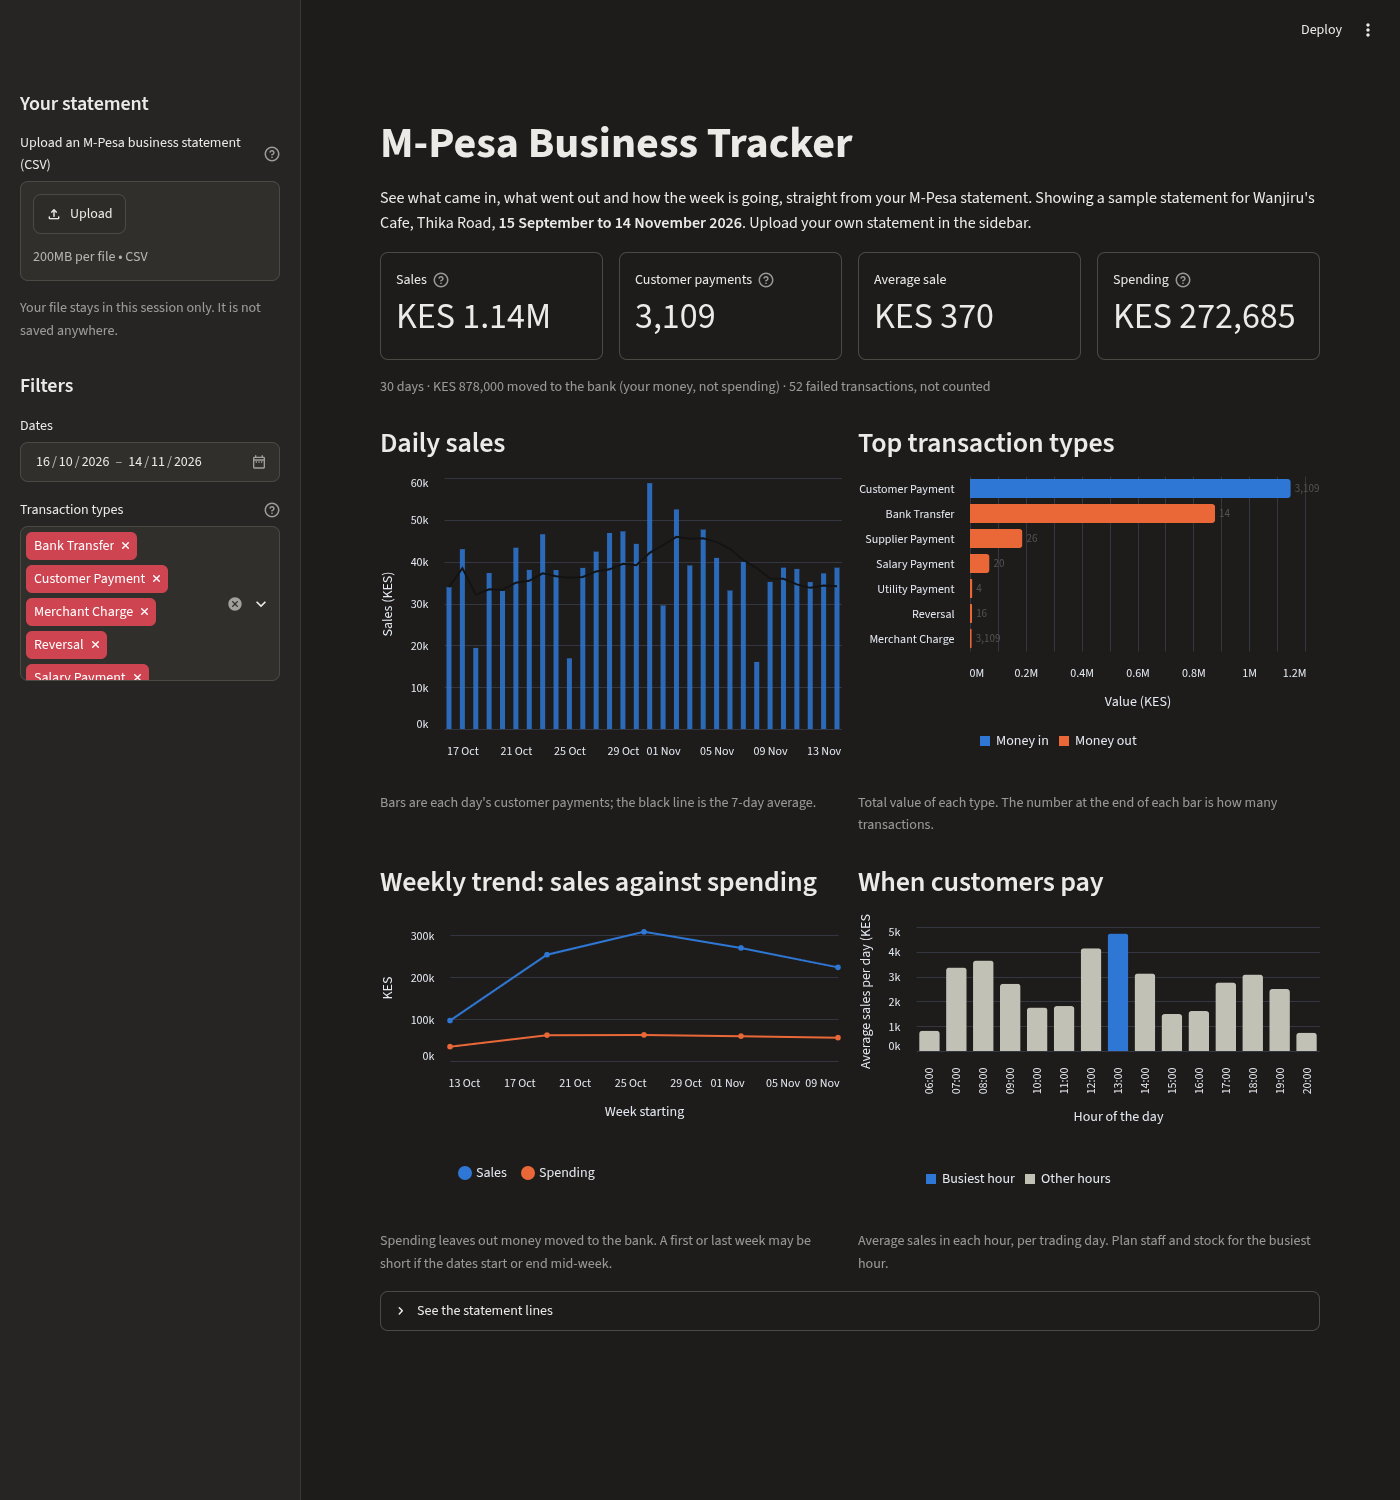 Deploy
Your statement
Upload an M-Pesa business statement
(CSV)
Upload
200MB per file • CSV
Your file stays in this session only. It is not
saved anywhere.
Filters
Dates
16 / 10 / 2026 – 14 / 11 / 2026
Transaction types
Bank Transfer
Customer Payment
Merchant Charge
Reversal
Salary Payment
M-Pesa Business Tracker
See what came in, what went out and how the week is going, straight from your M-Pesa statement. Showing a sample statement for Wanjiru's
Cafe, Thika Road, 15 September to 14 November 2026. Upload your own statement in the sidebar.
Sales
KES 1.14M
Customer payments
3,109
Average sale
KES 370
Spending
KES 272,685
30 days · KES 878,000 moved to the bank (your money, not spending) · 52 failed transactions, not counted
Daily sales
60k
50k
40k
30k
20k
10k
0k
Sales (KES)
17 Oct 21 Oct 25 Oct 29 Oct 01 Nov 05 Nov 09 Nov 13 Nov
Bars are each day's customer payments; the black line is the 7-day average.
Top transaction types
Customer Payment 3,109
Bank Transfer 14
Supplier Payment 26
Salary Payment 20
Utility Payment 4
Reversal 16
Merchant Charge 3,109
0M 0.2M 0.4M 0.6M 0.8M 1M 1.2M
Value (KES)
Money in Money out
Total value of each type. The number at the end of each bar is how many
transactions.
Weekly trend: sales against spending
300k
200k
100k
0k
KES
13 Oct 17 Oct 21 Oct 25 Oct 29 Oct 01 Nov 05 Nov 09 Nov
Week starting
Sales Spending
Spending leaves out money moved to the bank. A first or last week may be
short if the dates start or end mid-week.
When customers pay
Average sales per day (KES
5k
4k
3k
2k
1k
0k
06:00 07:00 08:00 09:00 10:00 11:00 12:00 13:00 14:00 15:00 16:00 17:00 18:00 19:00 20:00
Hour of the day
Busiest hour Other hours
Average sales in each hour, per trading day. Plan staff and stock for the busiest
hour.
See the statement lines